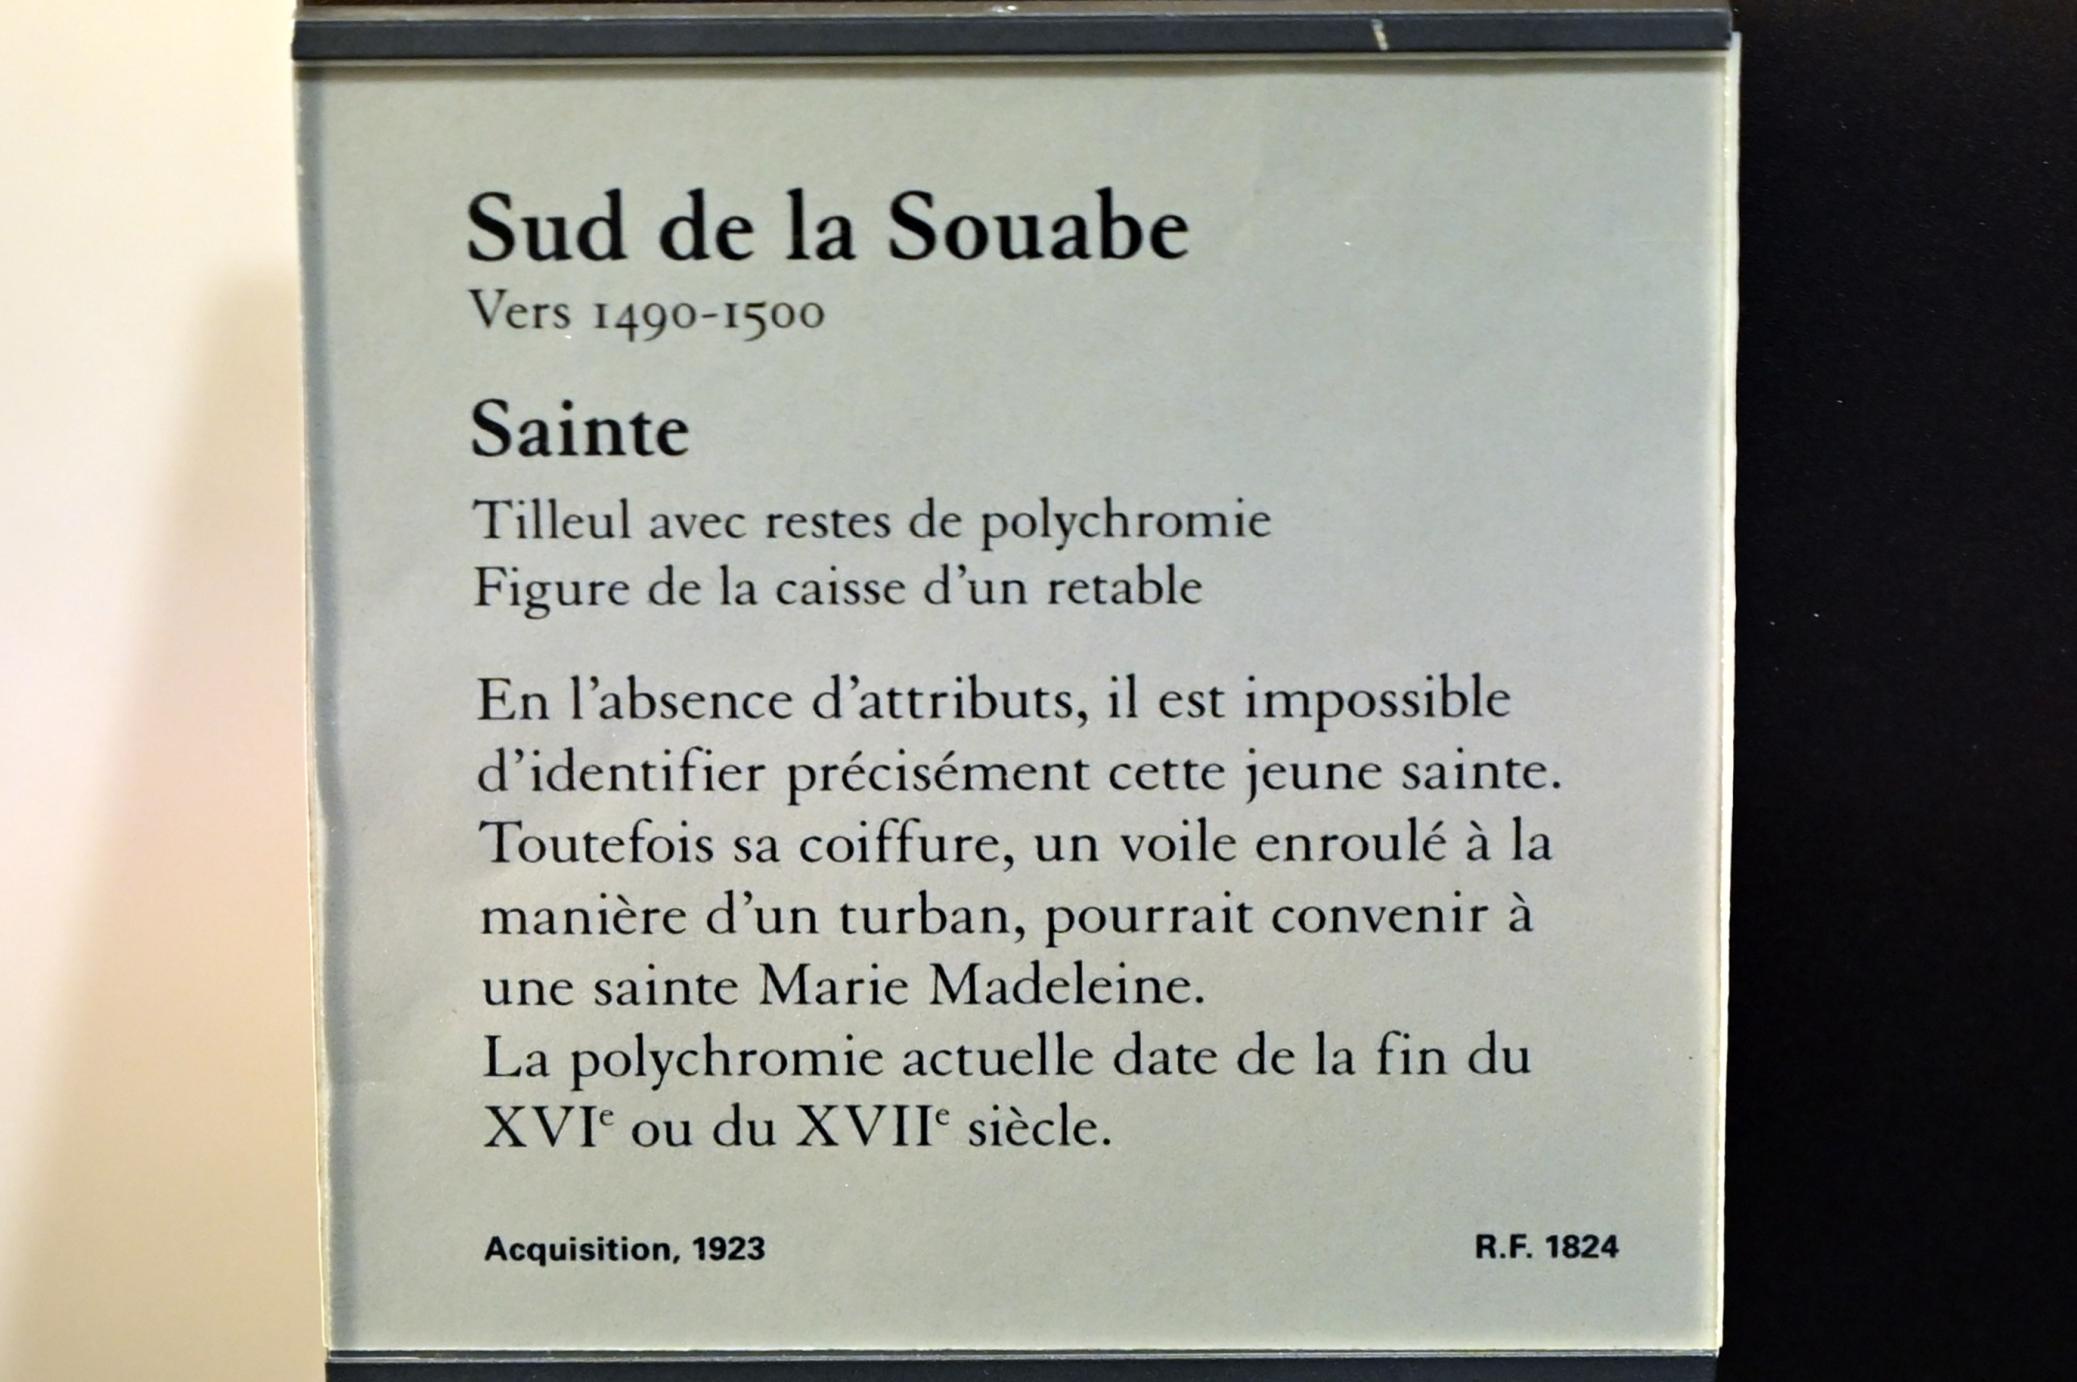 Sud de la Souabe
Vers 1490-1500
Sainte
Tilleul avec restes de polychromie
Figure de la caisse d’un retable
En l’absence d’attributs, il est impossible
d’identifier précisément cette jeune sainte.
Toutefois sa coiffure, un voile enroulé à la
manière d’un turban, pourrait convenir à
une sainte Marie Madeleine.
La polychromie actuelle date de la fin du
XVIᵉ ou du XVIIᵉ siècle.
Acquisition, 1923 R.F. 1824